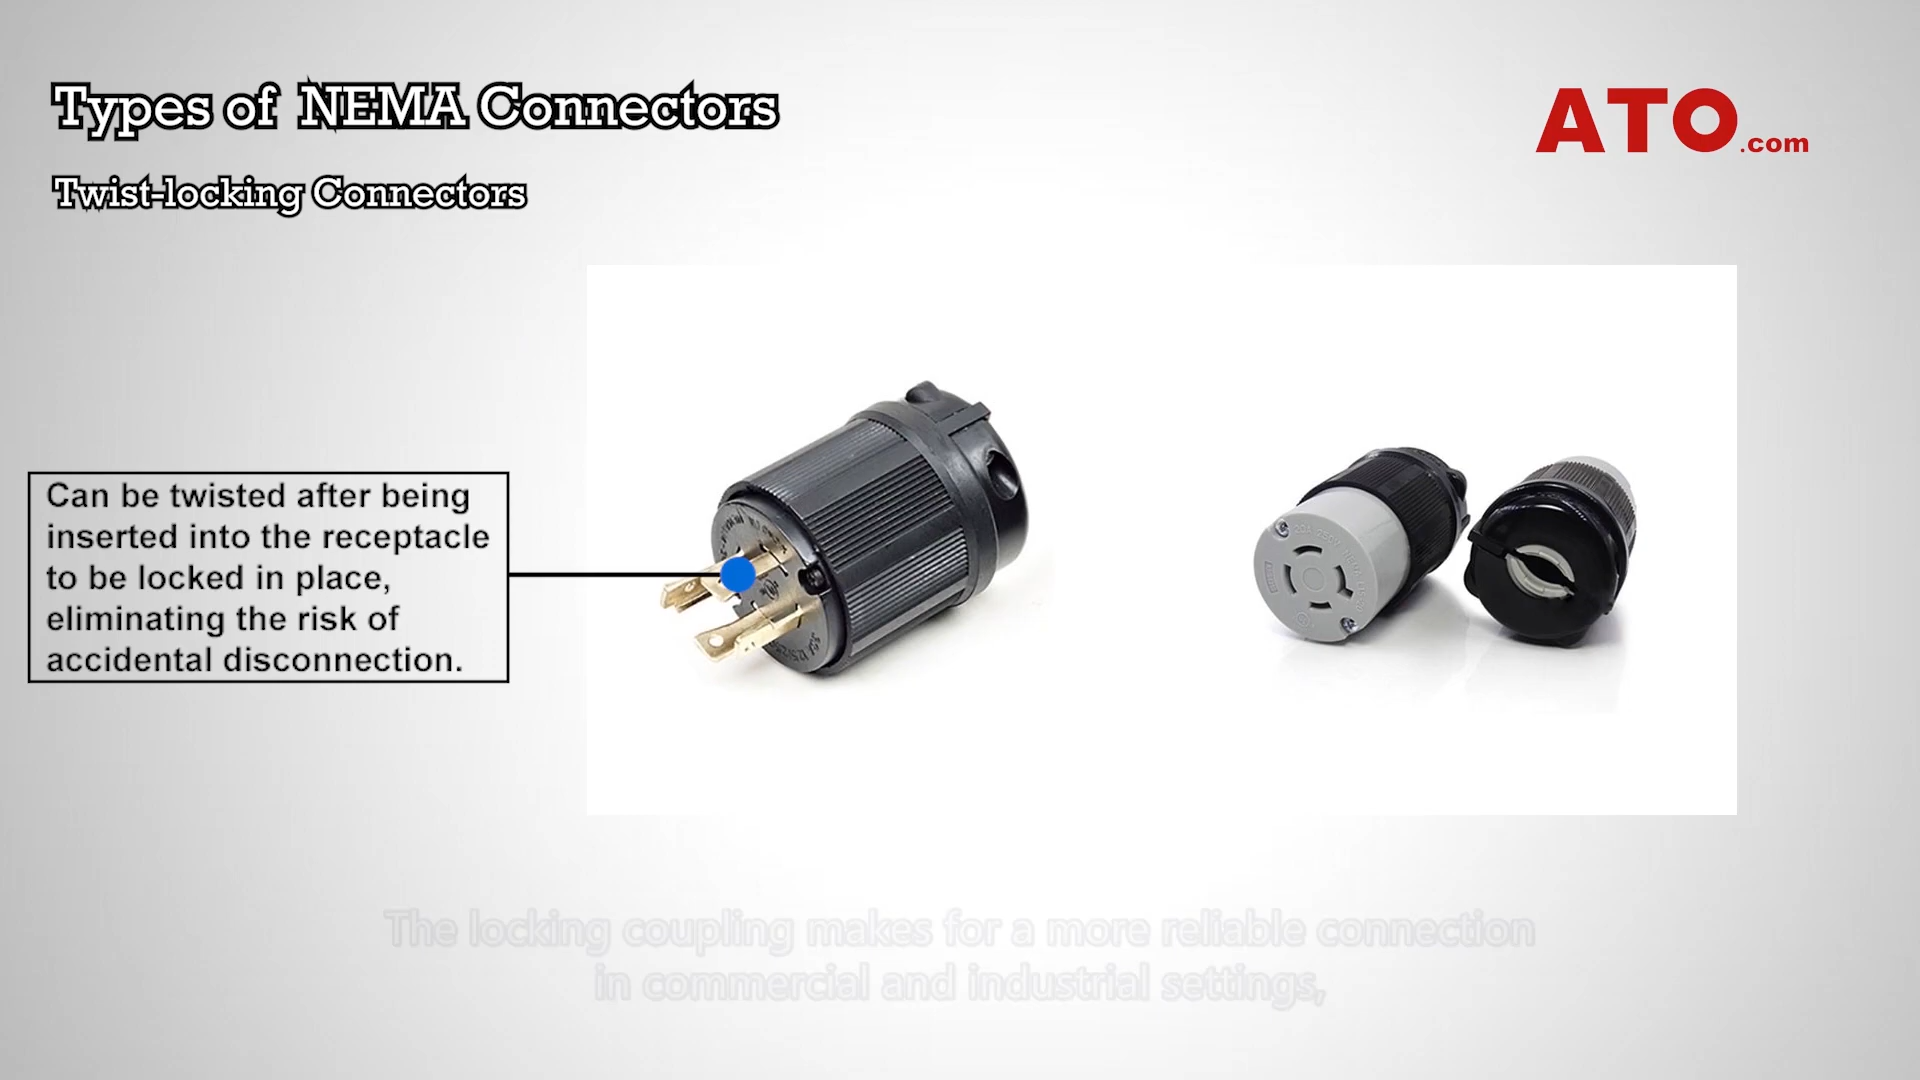 Types of NEMA Connectors
ATO.com
Twist-locking Connectors
Can be twisted after being
inserted into the receptacle
to be locked in place,
eliminating the risk of
accidental disconnection.
The locking coupling makes for a more reliable connection
in commercial and industrial settings,